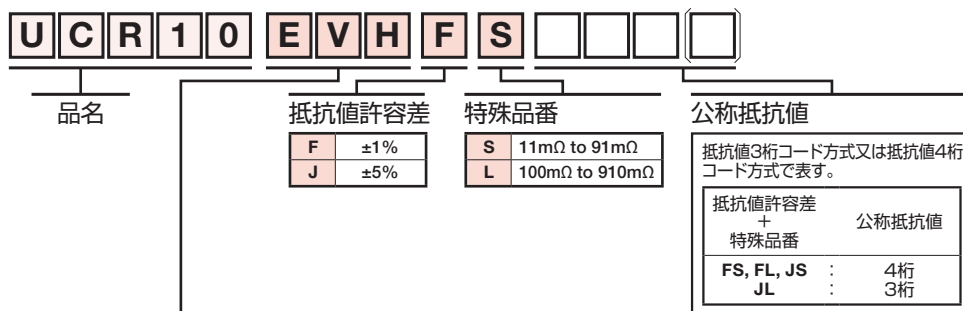 UCR10 EVH F S
品名
抵抗値許容差
F ±1%
J ±5%
特殊品番
S 11mΩ to 91mΩ
L 100mΩ to 910mΩ
公称抵抗値
抵抗値3桁コード方式又は抵抗値4桁
コード方式で表す。
抵抗値許容差
+
特殊品番
公称抵抗値
FS, FL, JS : 4桁
JL : 3桁